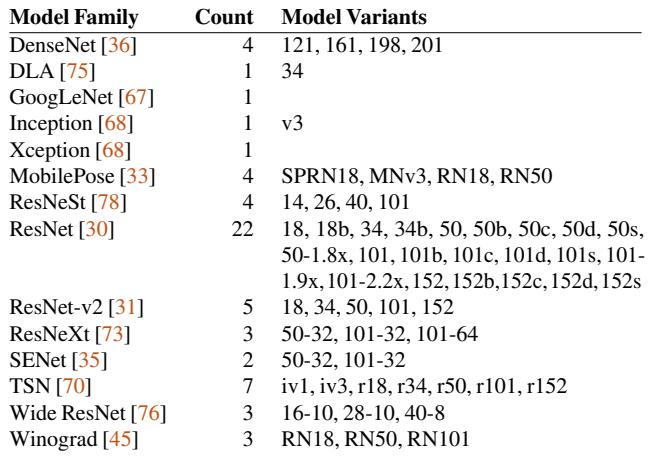 Model Family Count Model Variants
DenseNet [36] 4 121, 161, 198, 201
DLA [75] 1 34
GoogLeNet [67] 1
Inception [68] 1 v3
Xception [68] 1
MobilePose [33] 4 SPRN18, MNv3, RN18, RN50
ResNeSt [78] 4 14, 26, 40, 101
ResNet [30] 22 18, 18b, 34, 34b, 50, 50b, 50c, 50d, 50s,
50-1.8x, 101, 101b, 101c, 101d, 101s, 101-
1.9x, 101-2.2x, 152, 152b,152c, 152d, 152s
ResNet-v2 [31] 5 18, 34, 50, 101, 152
ResNeXt [73] 3 50-32, 101-32, 101-64
SENet [35] 2 50-32, 101-32
TSN [70] 7 iv1, iv3, r18, r34, r50, r101, r152
Wide ResNet [76] 3 16-10, 28-10, 40-8
Winograd [45] 3 RN18, RN50, RN101